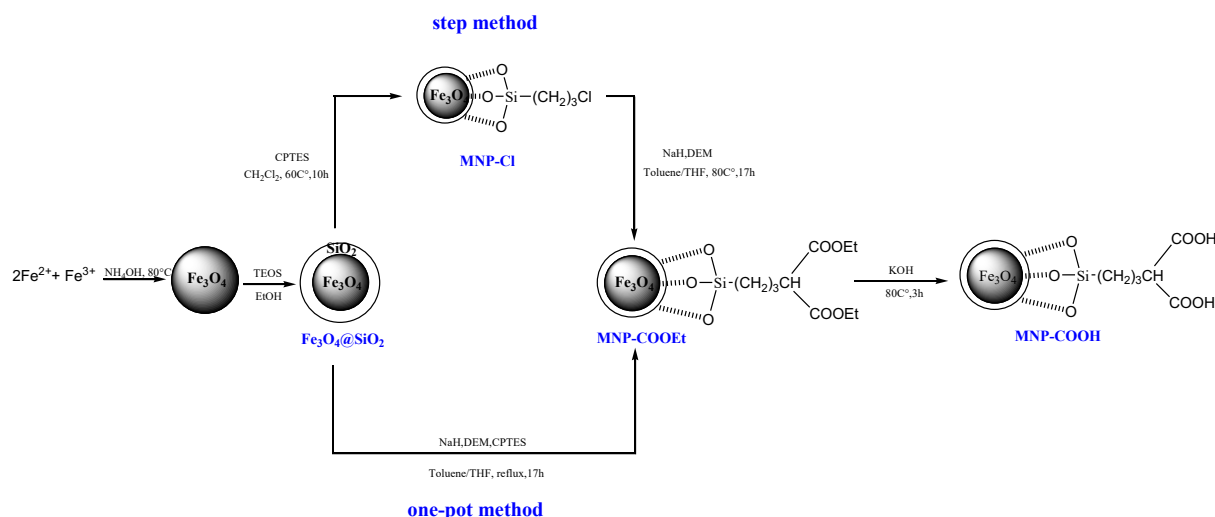 step method
Fe₃O₄
O
O
Si
(CH₂)₃Cl
O
MNP-Cl
CPTES
CH₂Cl₂, 60C°,10h
NaH,DEM
Toluene/THF, 80C°,17h
2Fe²⁺+ Fe³⁺
NH₄OH, 80°C
Fe₃O₄
TEOS
EtOH
SiO₂
Fe₃O₄
Fe₃O₄@SiO₂
Fe₃O₄
O
O
Si
(CH₂)₃CH
O
COOEt
COOEt
MNP-COOEt
KOH
80C°,3h
Fe₃O₄
O
O
Si
(CH₂)₃CH
O
COOH
COOH
MNP-COOH
NaH,DEM,CPTES
Toluene/THF, reflux,17h
one-pot method